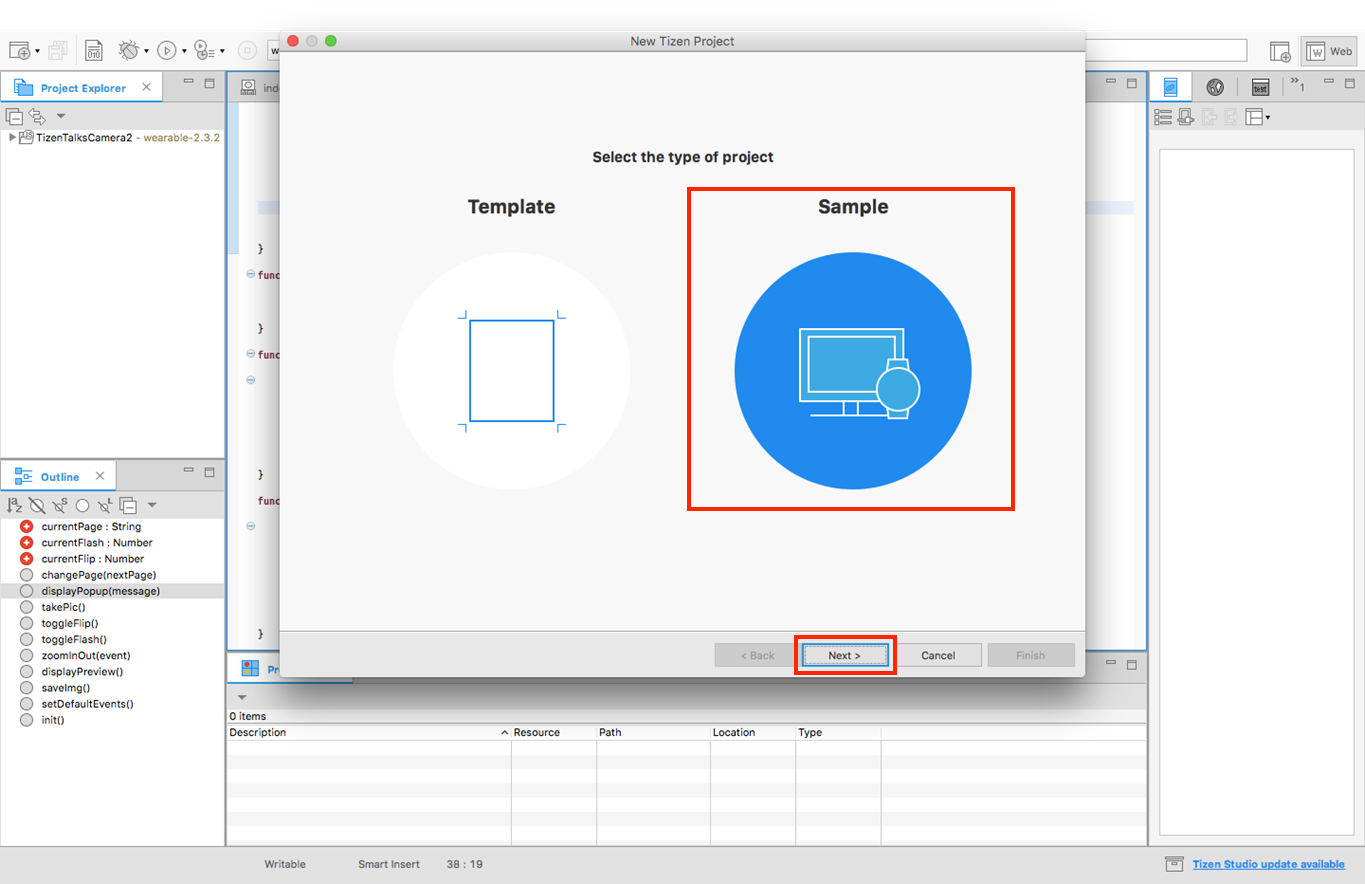 New Tizen Project
010
w
Web
Project Explorer
ind
test
»1
TizenTalksCamera2 - wearable-2.3.2
Select the type of project
Template
Sample
}
func
}
func
}
func
}
Outline
currentPage : String
currentFlash : Number
currentFlip : Number
changePage(nextPage)
displayPopup(message)
takePic()
toggleFlip()
toggleFlash()
zoomInOut(event)
displayPreview()
saveImg()
setDefaultEvents()
init()
< Back
Next >
Cancel
Finish
Pr
0 items
Description
Resource
Path
Location
Type
Writable
Smart Insert
38 : 19
Tizen Studio update available